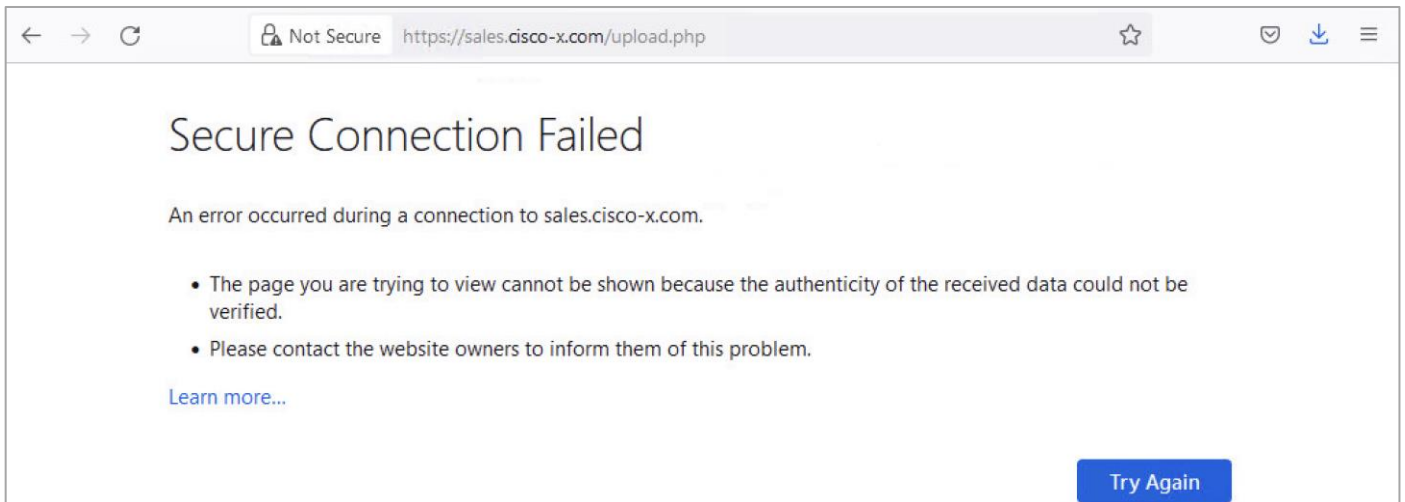 Not Secure https://sales.cisco-x.com/upload.php
Secure Connection Failed
An error occurred during a connection to sales.cisco-x.com.
• The page you are trying to view cannot be shown because the authenticity of the received data could not be
verified.
• Please contact the website owners to inform them of this problem.
Learn more...
Try Again